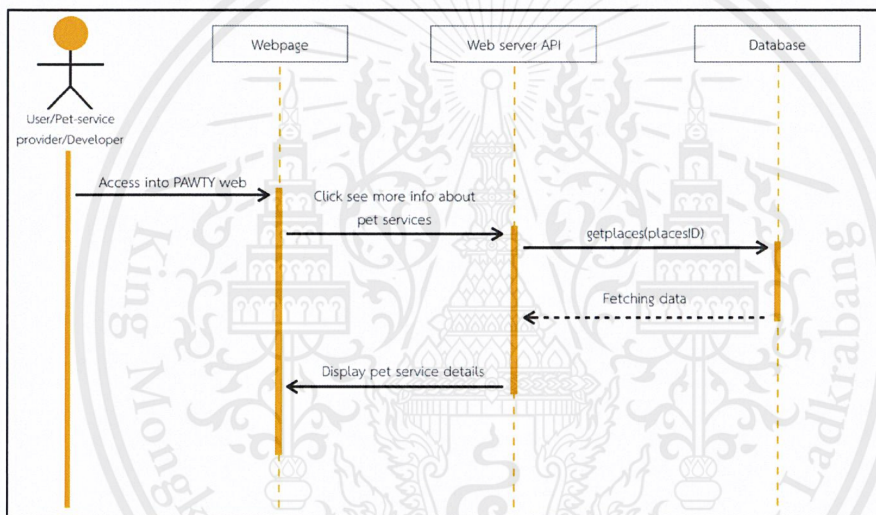 Webpage
Web server API
Database
User/Pet-service
provider/Developer
Access into PAWTY web
Click see more info about
pet services
getplaces(placesID)
Fetching data
Display pet service details
King Mongk
Ladkrabang